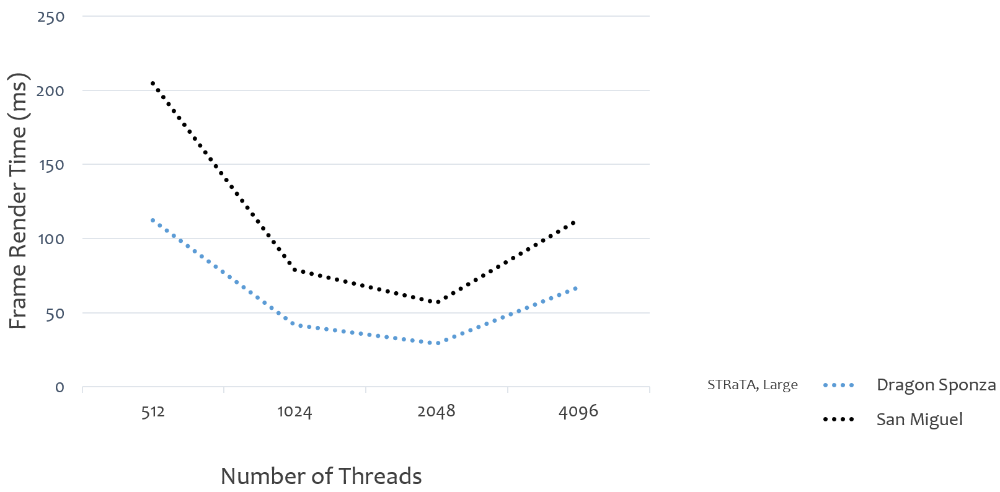 250
200
150
100
50
0
Frame Render Time (ms)
512 1024 2048 4096
Number of Threads
STRaTA, Large Dragon Sponza
San Miguel